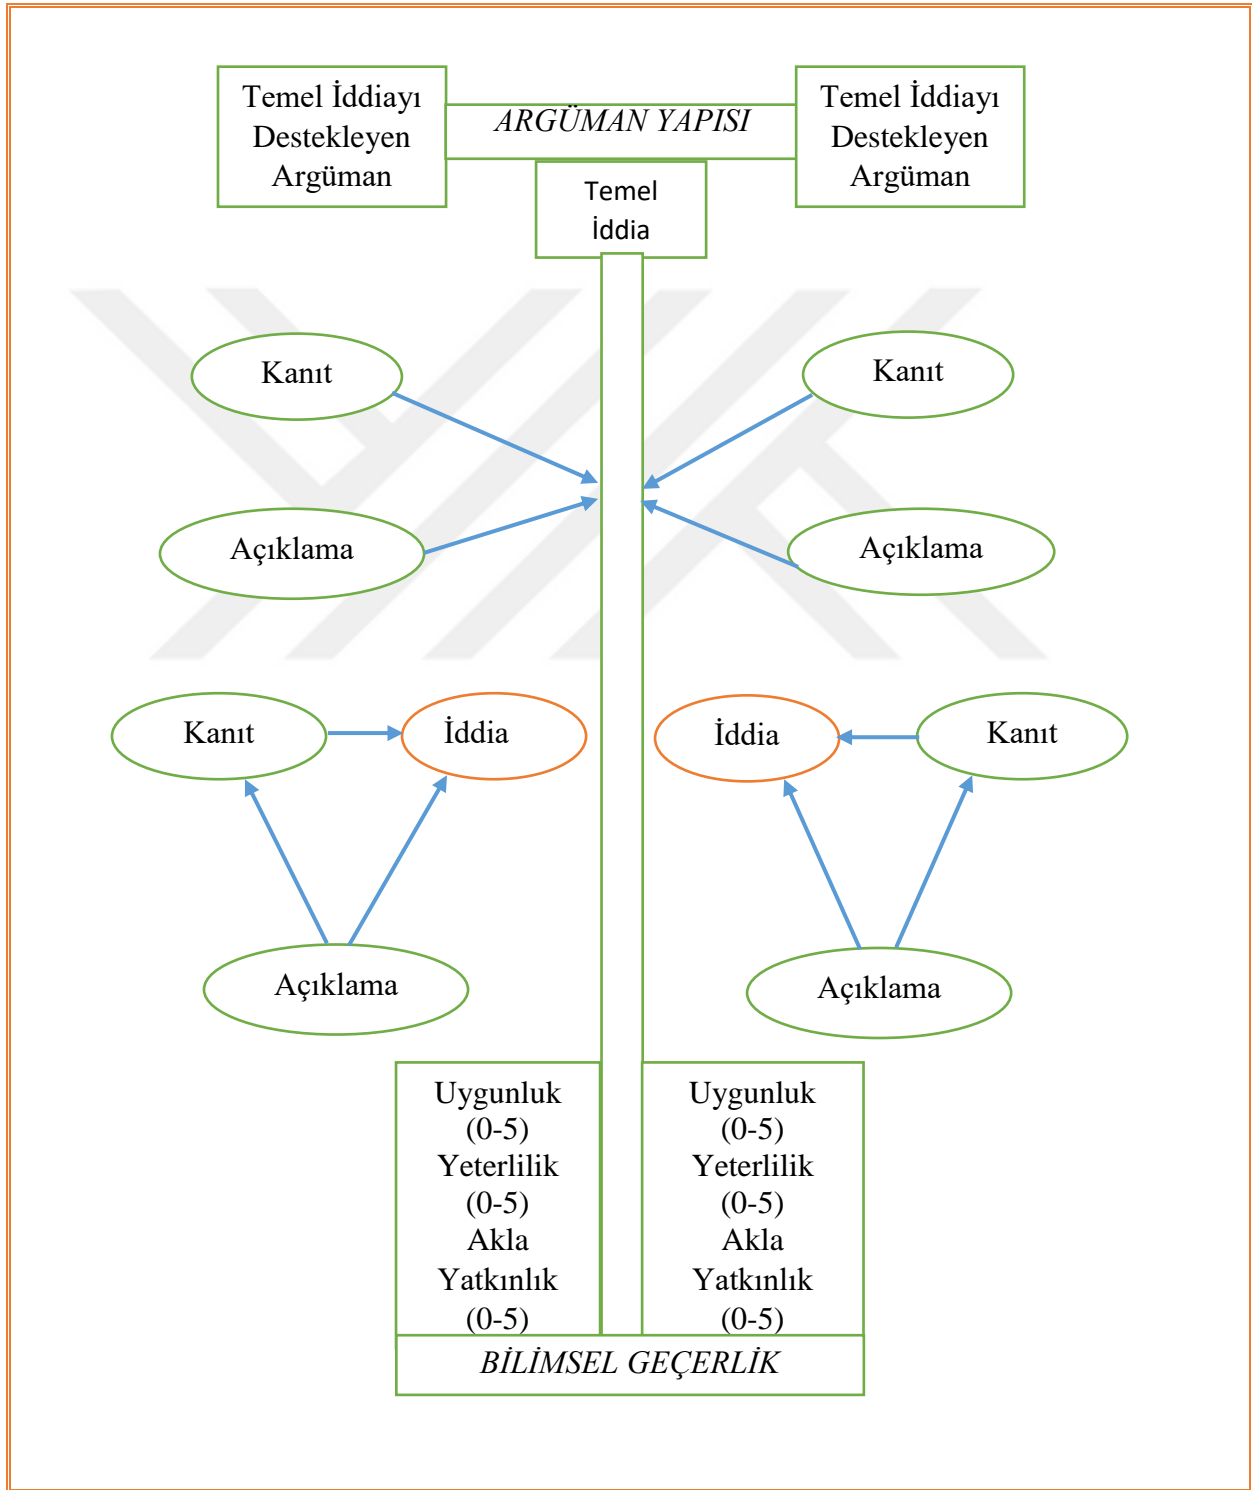 Temel İddiayı
Destekleyen
Argüman
ARGÜMAN YAPISI
Temel İddiayı
Destekleyen
Argüman
Temel
İddia
Kanıt
Kanıt
Açıklama
Açıklama
Kanıt
İddia
İddia
Kanıt
Açıklama
Açıklama
Uygunluk
(0-5)
Yeterlilik
(0-5)
Akla
Yatkınlık
(0-5)
Uygunluk
(0-5)
Yeterlilik
(0-5)
Akla
Yatkınlık
(0-5)
BİLİMSEL GEÇERLİK